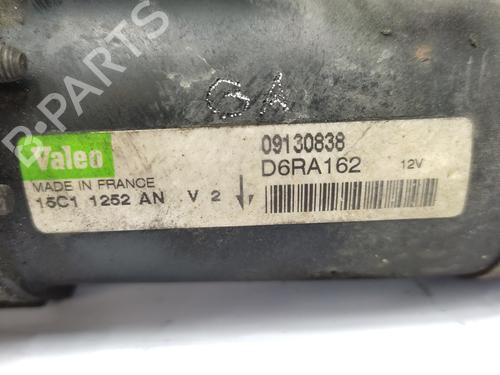 GA
B-PARTS
Valeo
09130838
D6RA162 12V
MADE IN FRANCE
15C1 1252 AN V 2